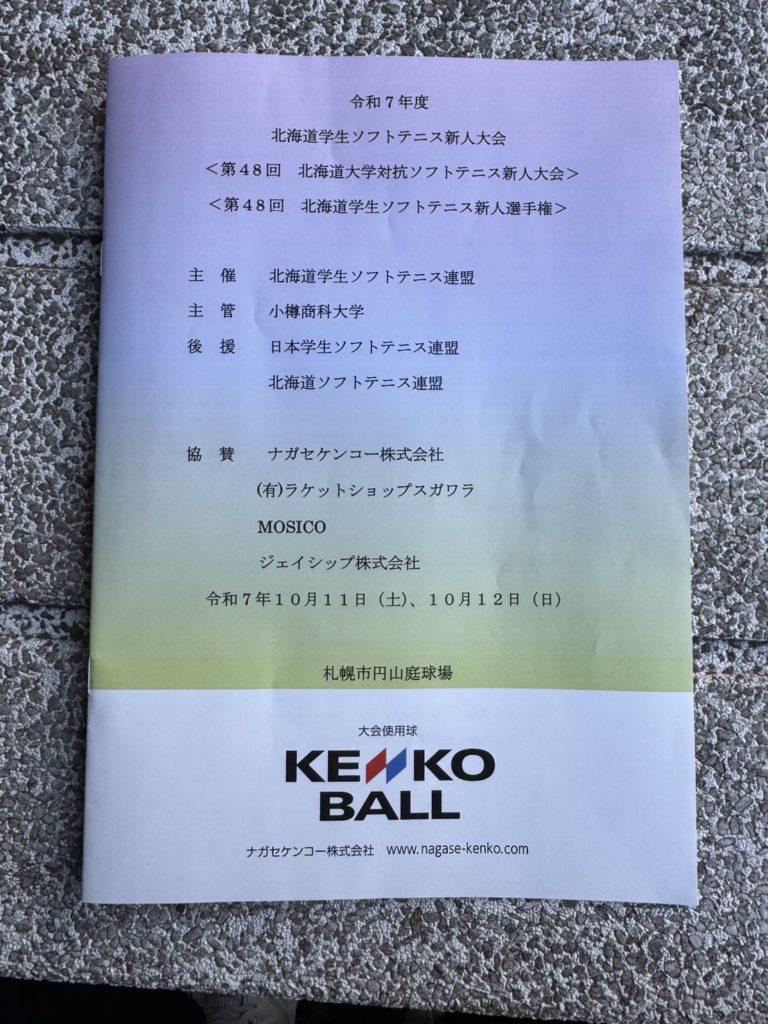 令和７年度
北海道学生ソフトテニス新人大会
＜第４８回　北海道大学対抗ソフトテニス新人大会＞
＜第４８回　北海道学生ソフトテニス新人選手権＞
主　催　北海道学生ソフトテニス連盟
主　管　小樽商科大学
後　援　日本学生ソフトテニス連盟
北海道ソフトテニス連盟
協　賛　ナガセケンコー株式会社
(有)ラケットショップスガワラ
MOSICO
ジェイシップ株式会社
令和７年１０月１１日（土）、１０月１２日（日）
札幌市円山庭球場
大会使用球
KENKO
BALL
ナガセケンコー株式会社　www.nagase-kenko.com